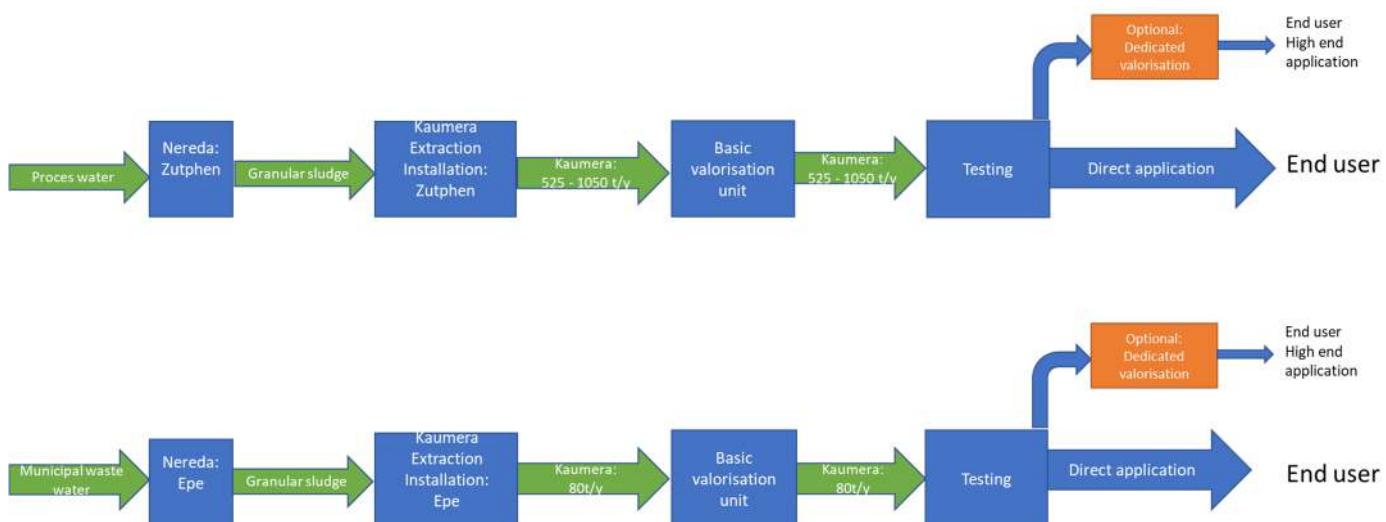 Optional:
Dedicated
valorisation
End user
High end
application
Proces water
Nereda:
Zutphen
Granular sludge
Kaumera
Extraction
Installation:
Zutphen
Kaumera:
525 - 1050 t/y
Basic
valorisation
unit
Kaumera:
525 - 1050 t/y
Testing
Direct application
End user
Optional:
Dedicated
valorisation
End user
High end
application
Municipal waste
water
Nereda:
Epe
Granular sludge
Kaumera
Extraction
Installation:
Epe
Kaumera:
80t/y
Basic
valorisation
unit
Kaumera:
80t/y
Testing
Direct application
End user